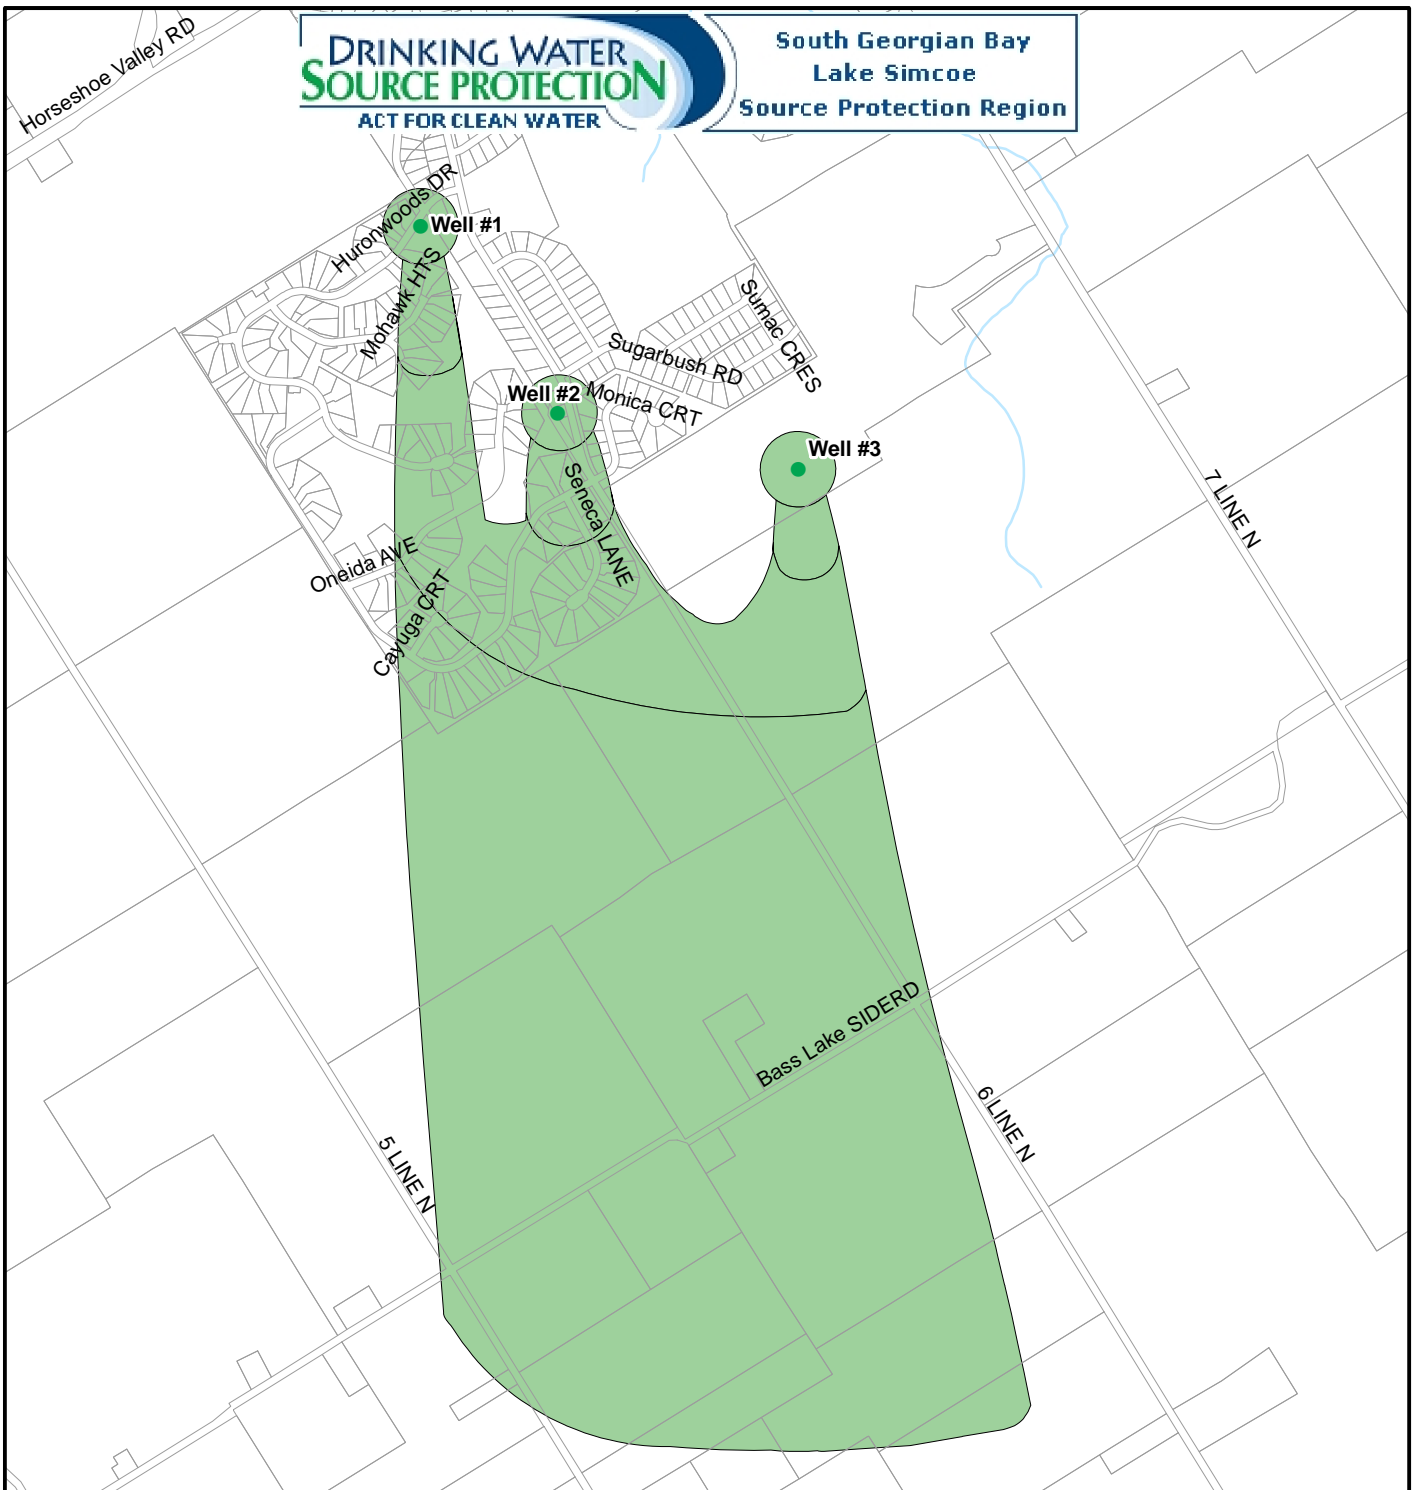 Horseshoe Valley RD
DRINKING WATER
SOURCE PROTECTION
ACT FOR CLEAN WATER
South Georgian Bay
Lake Simcoe
Source Protection Region
Huronwoods DR
Well #1
Mohawk HTS
Sumac CRES
Sugarbush RD
Well #2
Monica CRT
Well #3
Seneca LANE
7 LINE N
Oneida AVE
Cayuga CRT
Bass Lake SIDERD
6 LINE N
5 LINE N